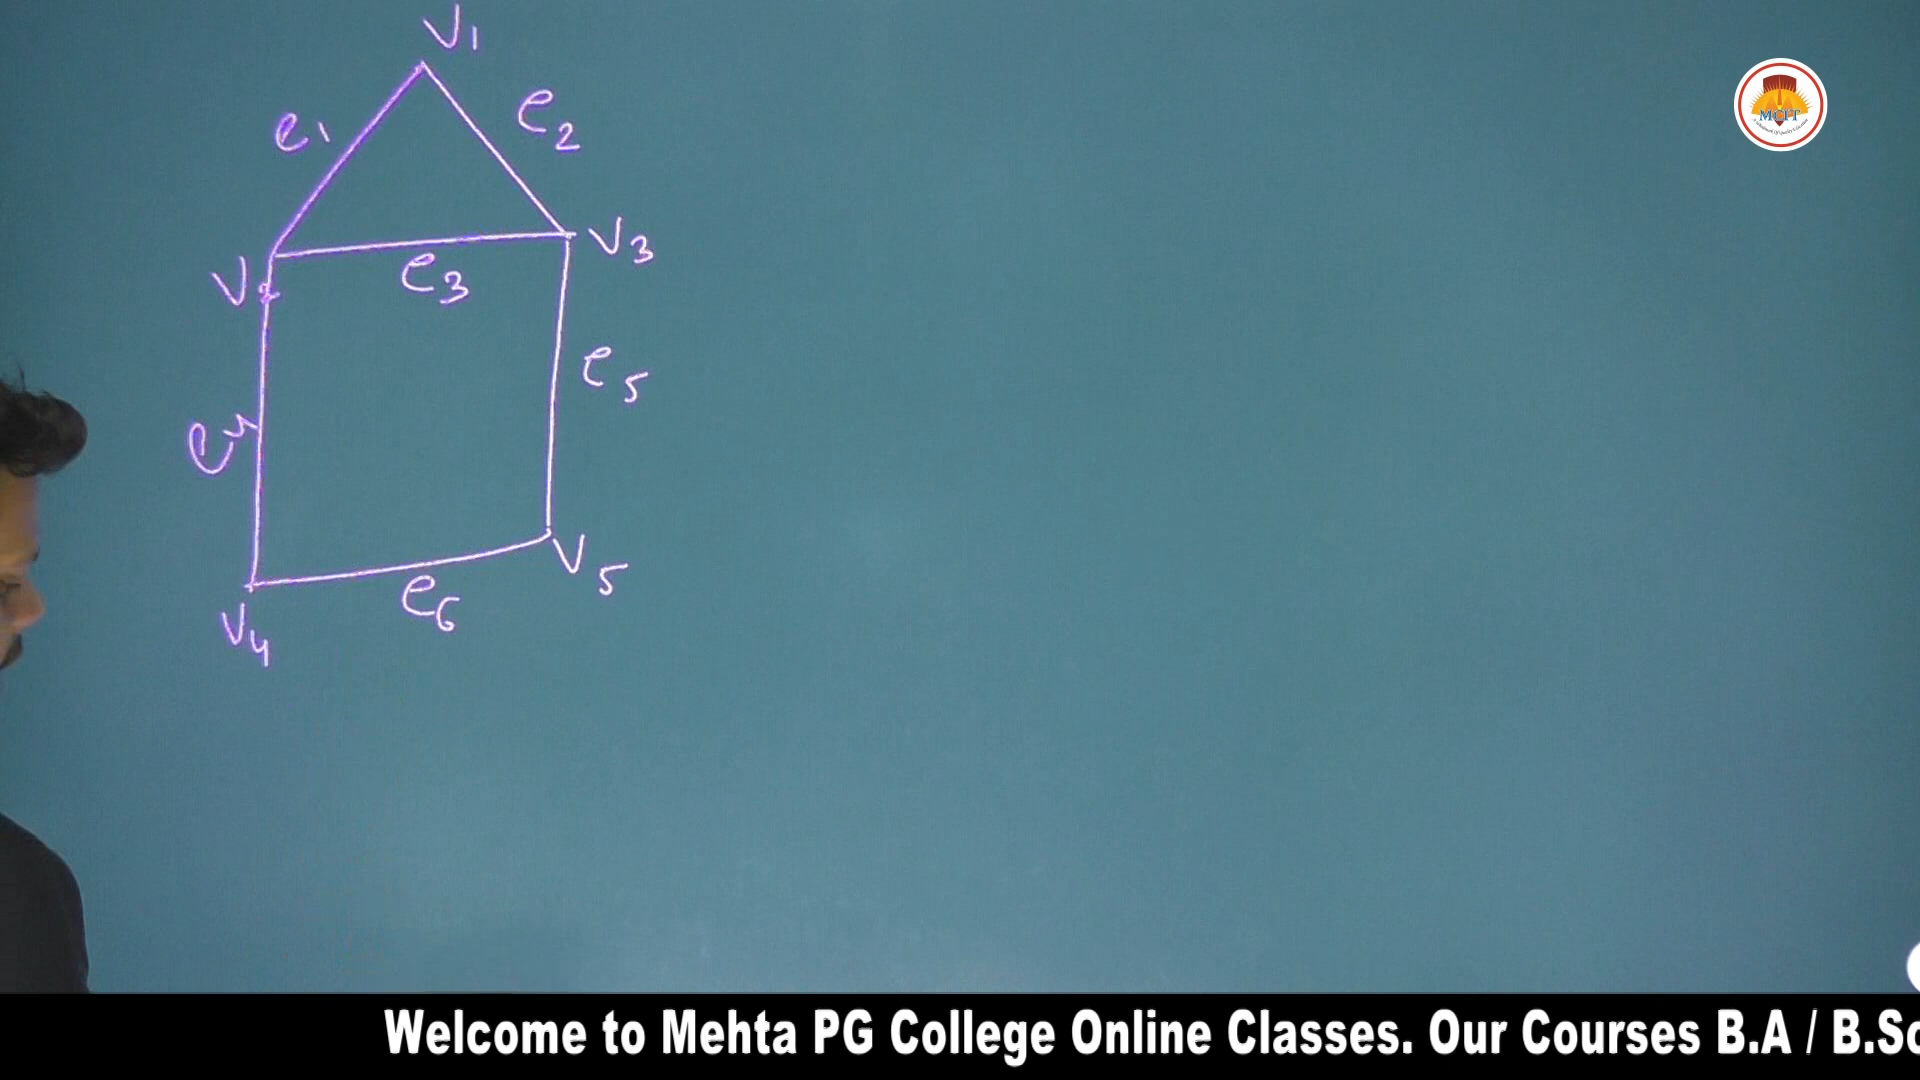 V1
e1
e2
V2
V3
e3
e4
e5
V5
e6
V4
MCIT
Welcome to Mehta PG College Online Classes. Our Courses B.A / B.Sc